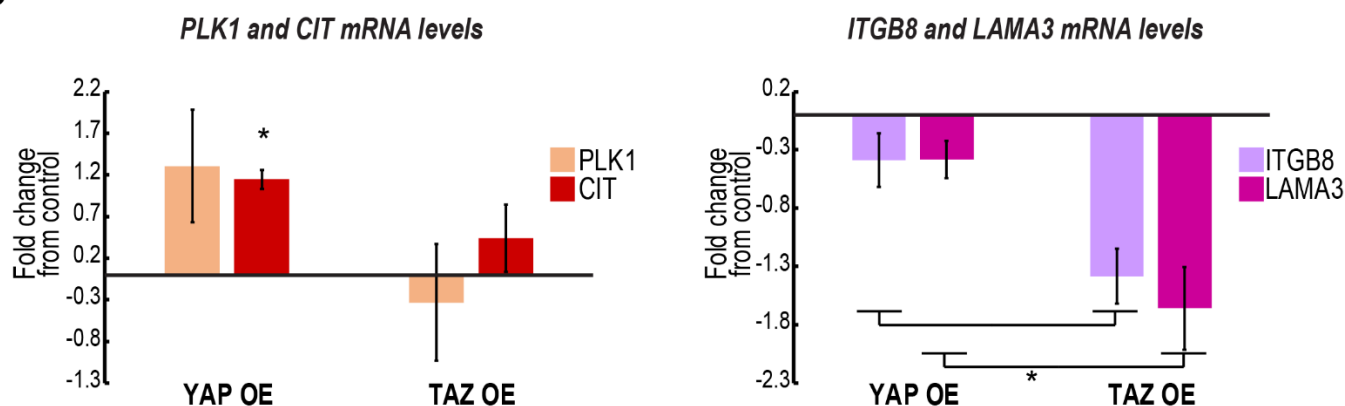 PLK1 and CIT mRNA levels
Fold change
from control
2.2
1.7
1.2
0.7
0.2
-0.3
-0.8
-1.3
*
PLK1
CIT
YAP OE
TAZ OE
ITGB8 and LAMA3 mRNA levels
Fold change
from control
0.2
-0.3
-0.8
-1.3
-1.8
-2.3
ITGB8
LAMA3
*
YAP OE
TAZ OE